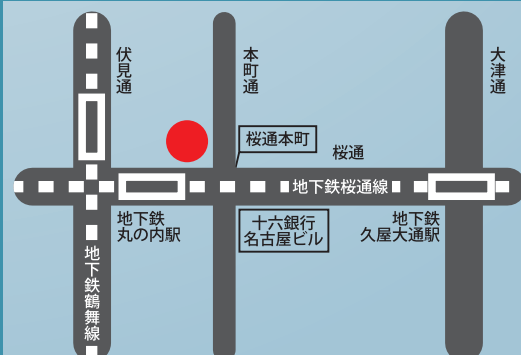 伏見通
本町通
大津通
桜通本町
桜通
地下鉄桜通線
地下鉄
丸の内駅
十六銀行
名古屋ビル
地下鉄
久屋大通駅
地下鉄鶴舞線